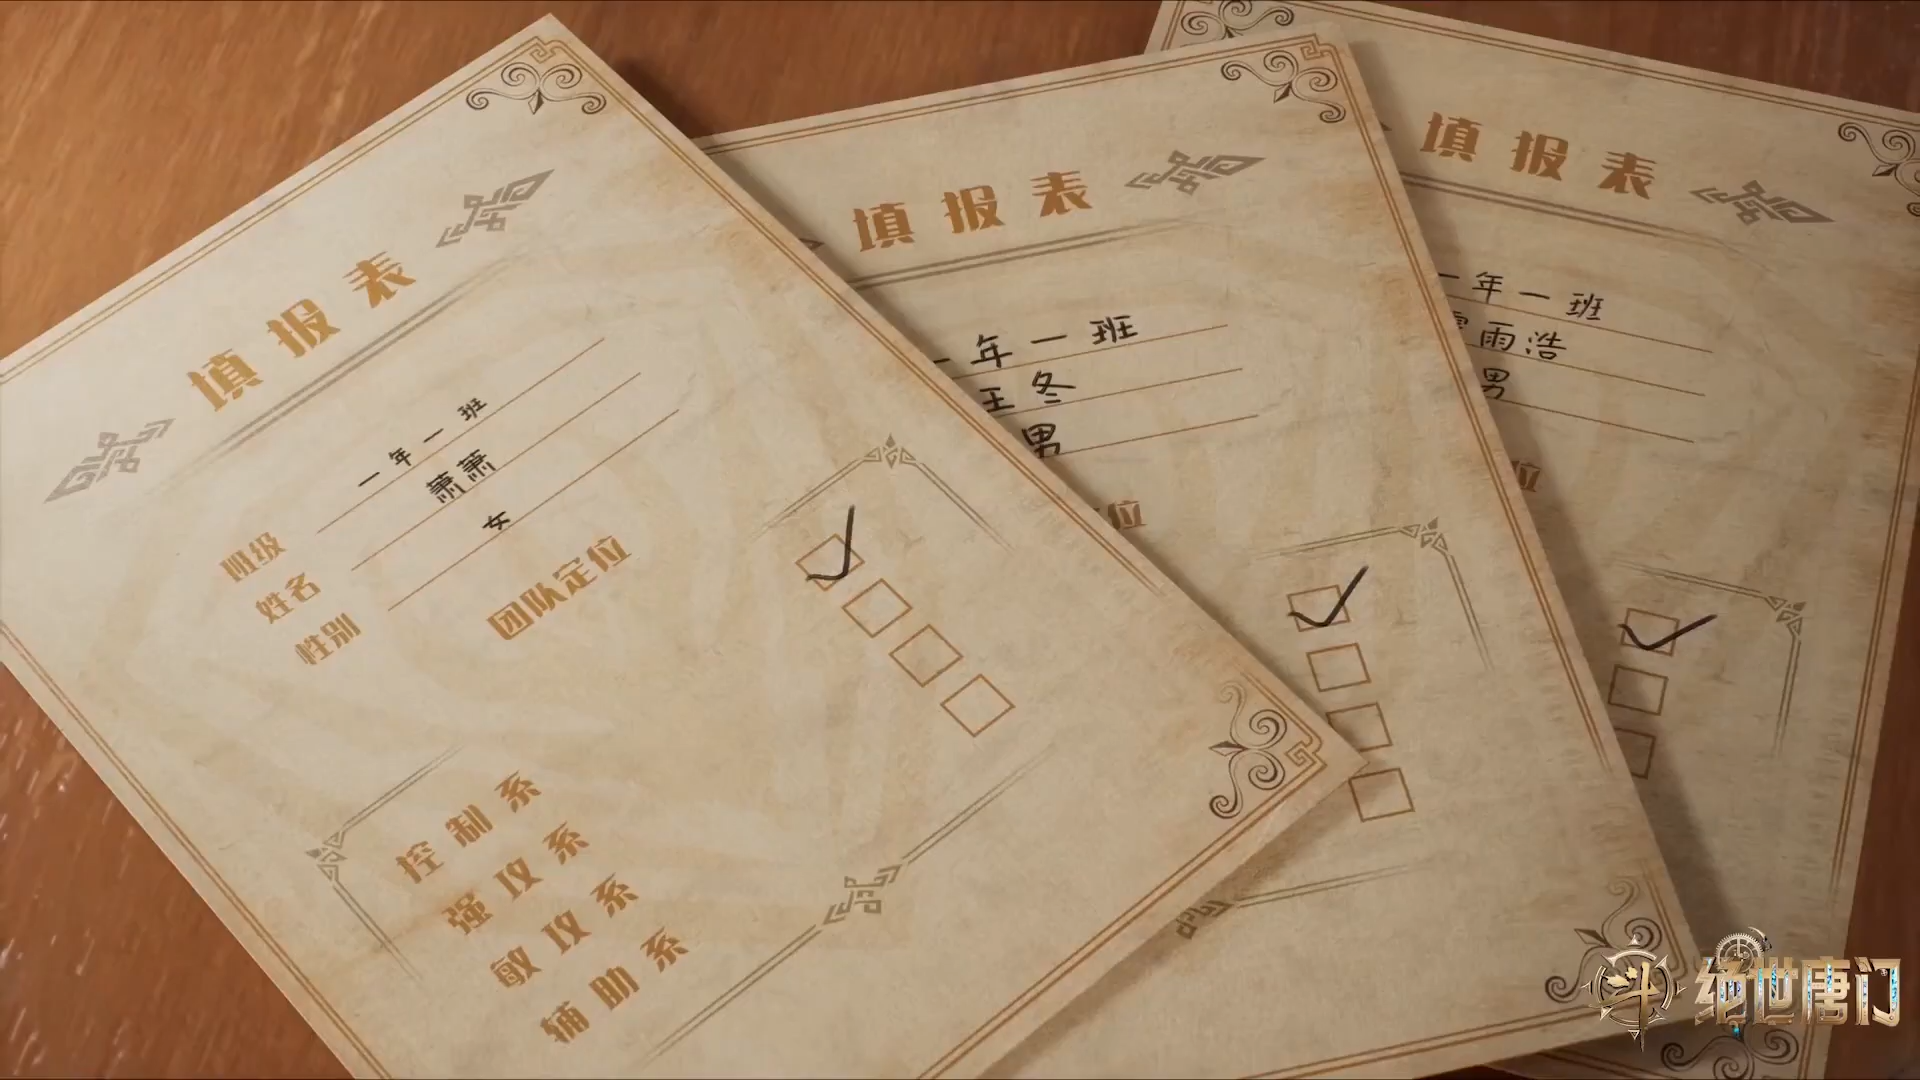 填报表
班级 一年一班
姓名 萧萧
性别 女
团队定位
控制系
强攻系
敏攻系
辅助系
填报表
一年一班
王冬
男
位
填报表
一年一班
雨浩
男
位
斗 绝世唐门